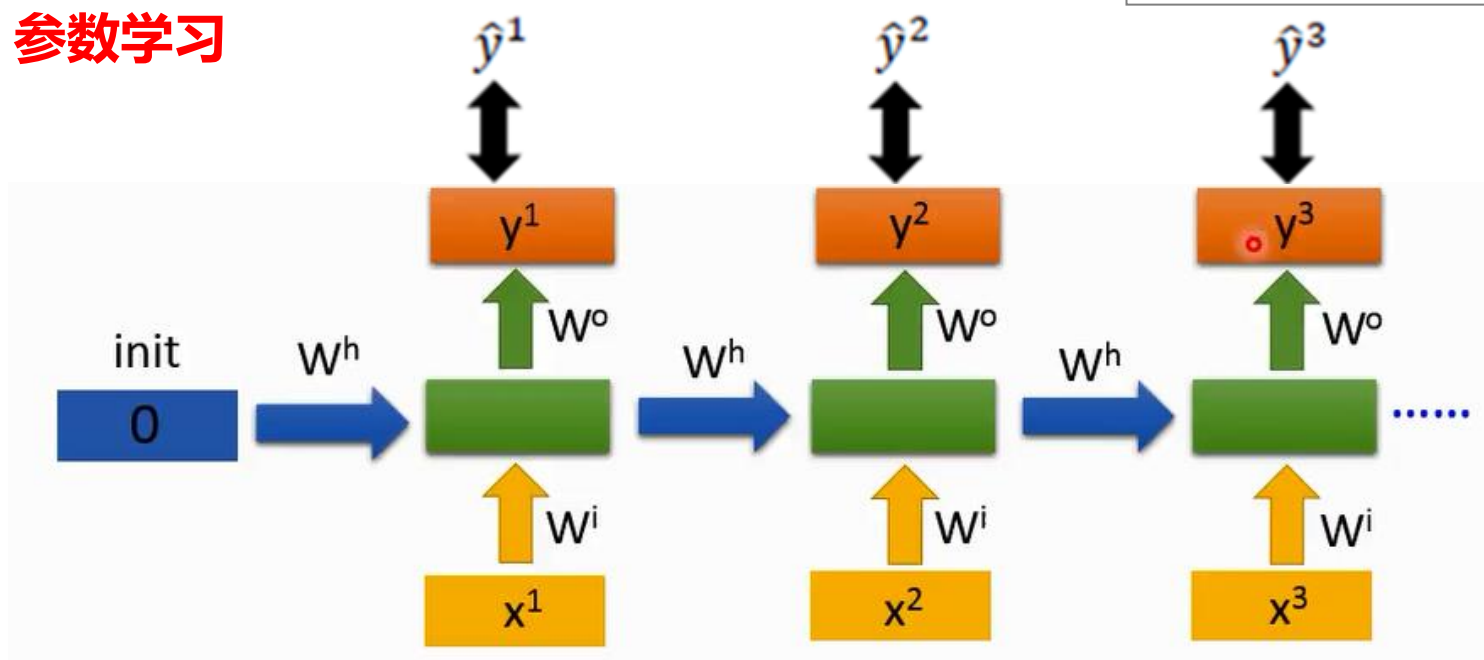 参数学习
ŷ¹ ŷ² ŷ³
y¹ y² y³
Wᵒ Wᵒ Wᵒ
init Wʰ Wʰ Wʰ
0 ......
Wⁱ Wⁱ Wⁱ
x¹ x² x³